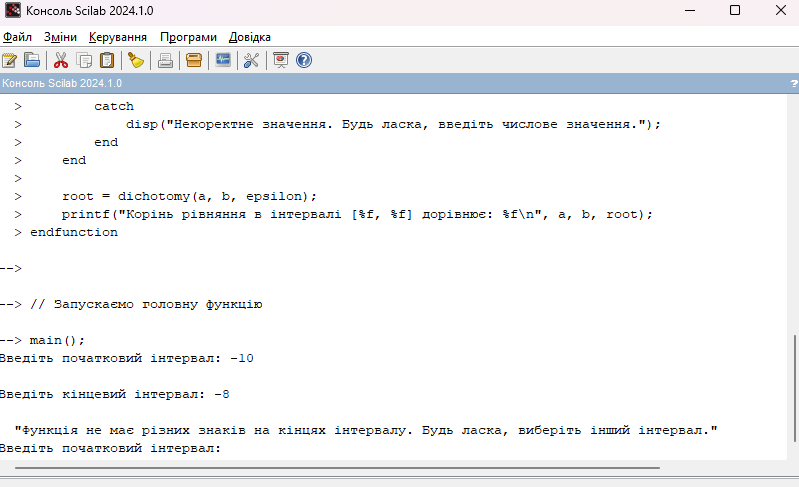 Консоль Scilab 2024.1.0
Файл Зміни Керування Програми Довідка
Консоль Scilab 2024.1.0 ?
> catch
> disp("Некоректне значення. Будь ласка, введіть числове значення.");
> end
> end
>
> root = dichotomy(a, b, epsilon);
> printf("Корінь рівняння в інтервалі [%f, %f] дорівнює: %f\n", a, b, root);
> endfunction
-->
--> // Запускаємо головну функцію
--> main();
Введіть початковий інтервал: -10
Введіть кінцевий інтервал: -8
"Функція не має різних знаків на кінцях інтервалу. Будь ласка, виберіть інший інтервал."
Введіть початковий інтервал: